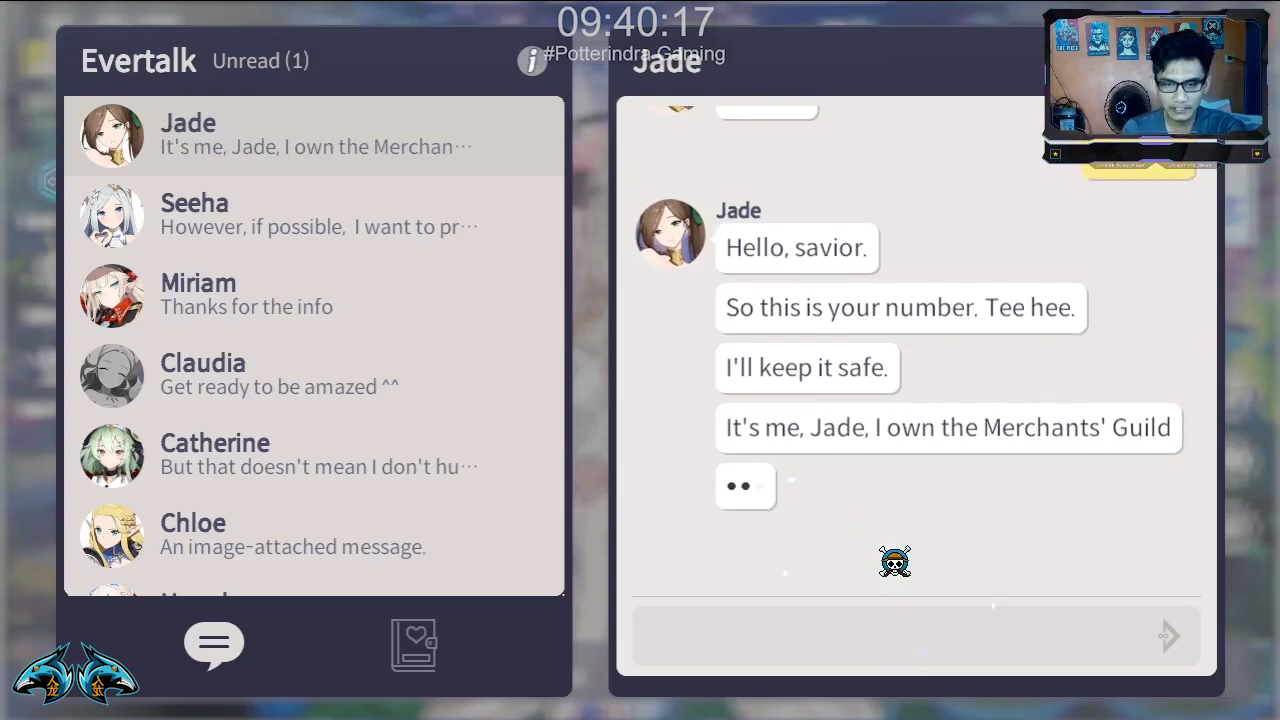 09:40:17
#Potterindra Gaming
Evertalk
Unread (1)
Jade
It's me, Jade, I own the Merchan…
Seeha
However, if possible, I want to pr…
Miriam
Thanks for the info
Claudia
Get ready to be amazed ^^
Catherine
But that doesn't mean I don't hu…
Chloe
An image-attached message.
Jade
Jade
Hello, savior.
So this is your number. Tee hee.
I'll keep it safe.
It's me, Jade, I own the Merchants' Guild